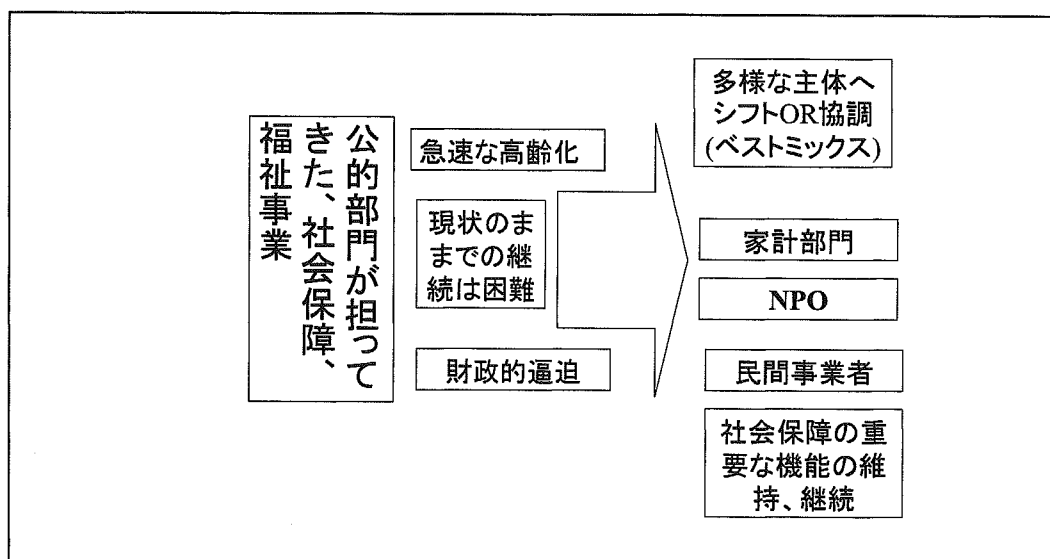 公的部門が担って
きた、社会保障、
福祉事業
急速な高齢化
現状のま
までの継
続は困難
財政的逼迫
多様な主体へ
シフトOR協調
(ベストミックス)
家計部門
NPO
民間事業者
社会保障の重
要な機能の維
持、継続